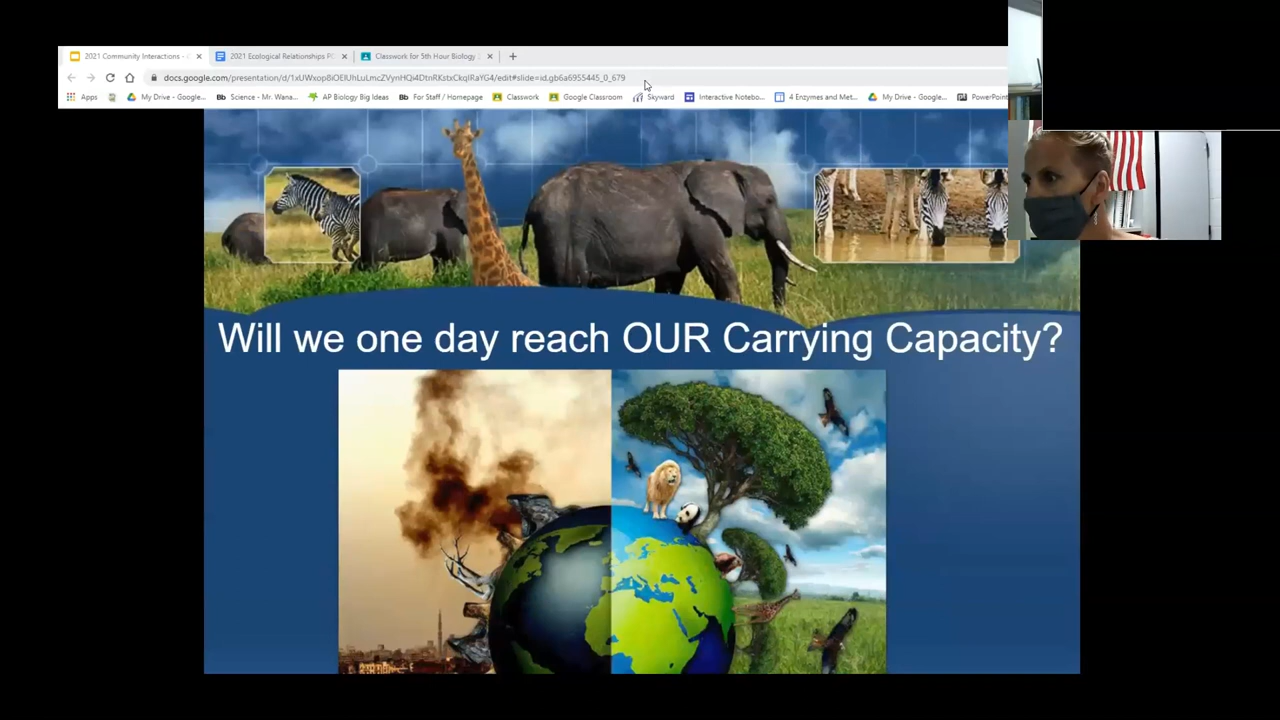 2021 Community Interactions -
2021 Ecological Relationships P
Classwork for 5th Hour Biology
Apps
My Drive - Google...
Science - Mr. Wana...
AP Biology Big Ideas
For Staff / Homepage
Classwork
Google Classroom
Skyward
Interactive Notebo...
4 Enzymes and Met...
My Drive - Google...
PowerPoint
Will we one day reach OUR Carrying Capacity?